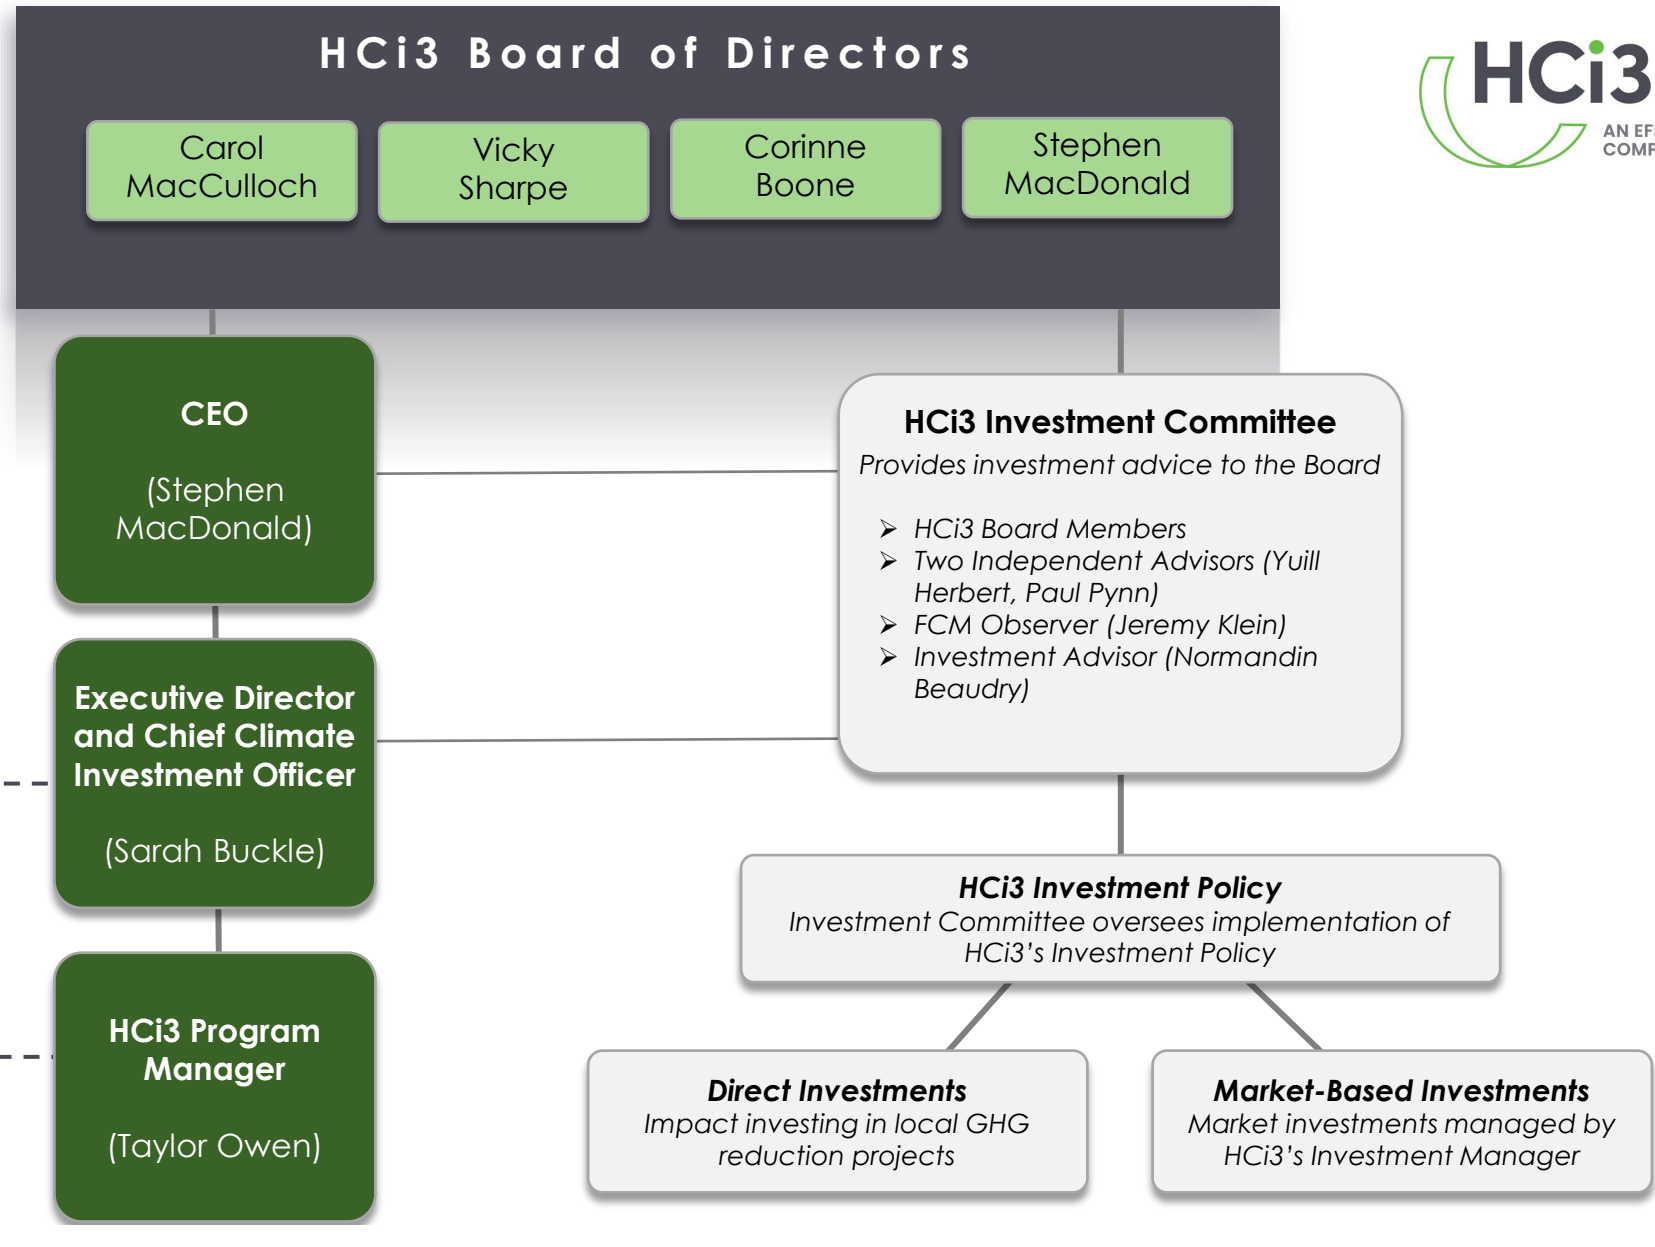 HCi3 Board of Directors
HCi3
AN EF
COMP
Carol
MacCulloch
Vicky
Sharpe
Corinne
Boone
Stephen
MacDonald
CEO
(Stephen
MacDonald)
HCi3 Investment Committee
Provides investment advice to the Board
➢ HCi3 Board Members
➢ Two Independent Advisors (Yuill
Herbert, Paul Pynn)
➢ FCM Observer (Jeremy Klein)
➢ Investment Advisor (Normandin
Beaudry)
Executive Director
and Chief Climate
Investment Officer
(Sarah Buckle)
HCi3 Investment Policy
Investment Committee oversees implementation of
HCi3’s Investment Policy
HCi3 Program
Manager
(Taylor Owen)
Direct Investments
Impact investing in local GHG
reduction projects
Market-Based Investments
Market investments managed by
HCi3’s Investment Manager